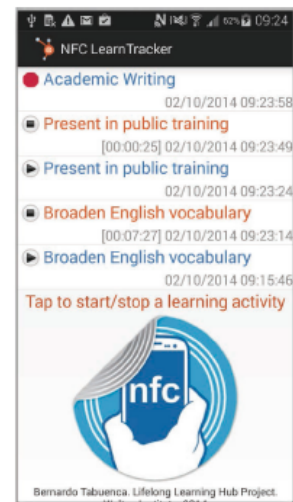 62% 09:24
NFC LearnTracker
Academic Writing
02/10/2014 09:23:58
Present in public training
[00:00:25] 02/10/2014 09:23:49
Present in public training
02/10/2014 09:23:24
Broaden English vocabulary
[00:07:27] 02/10/2014 09:23:14
Broaden English vocabulary
02/10/2014 09:15:46
Tap to start/stop a learning activity
nfc
Bernardo Tabuenca. Lifelong Learning Hub Project.